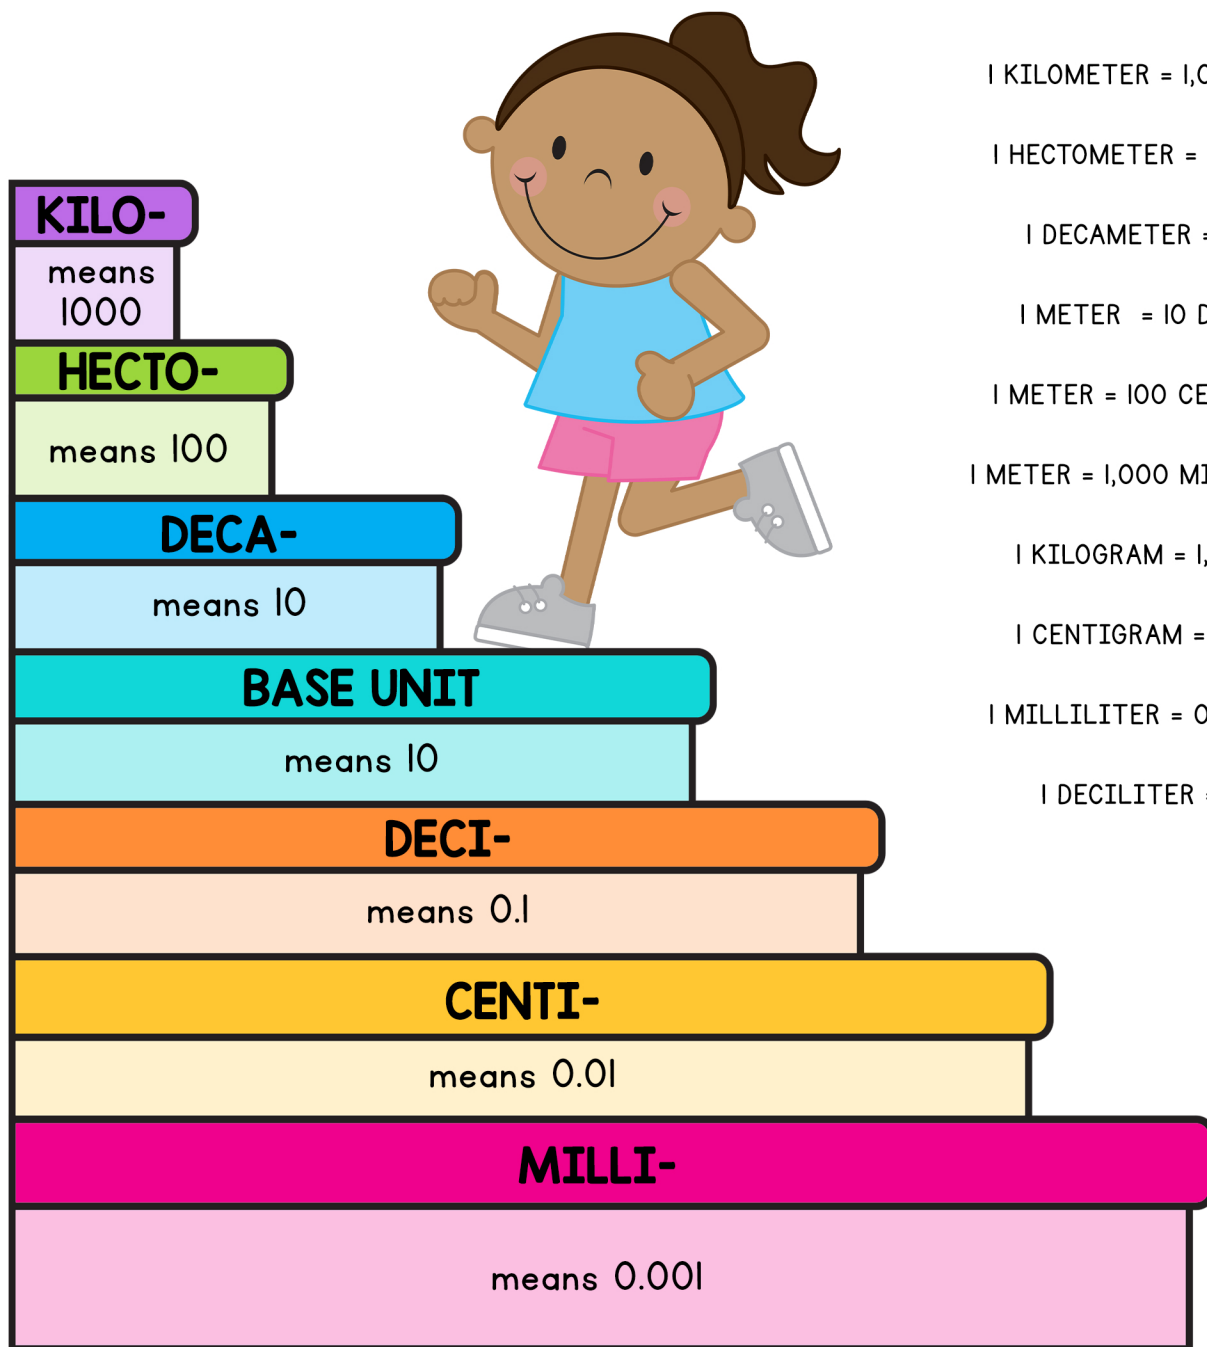 KILO-
means
1000
HECTO-
means 100
DECA-
means 10
BASE UNIT
means 10
DECI-
means 0.1
CENTI-
means 0.01
MILLI-
means 0.001
1 KILOMETER =
1 HECTOMETER =
1 DECAMETER =
1 METER = 10
1 METER = 100
1 METER = 1,000
1 KILOGRAM =
1 CENTIGRAM =
1 MILLILITER =
1 DECILITER =